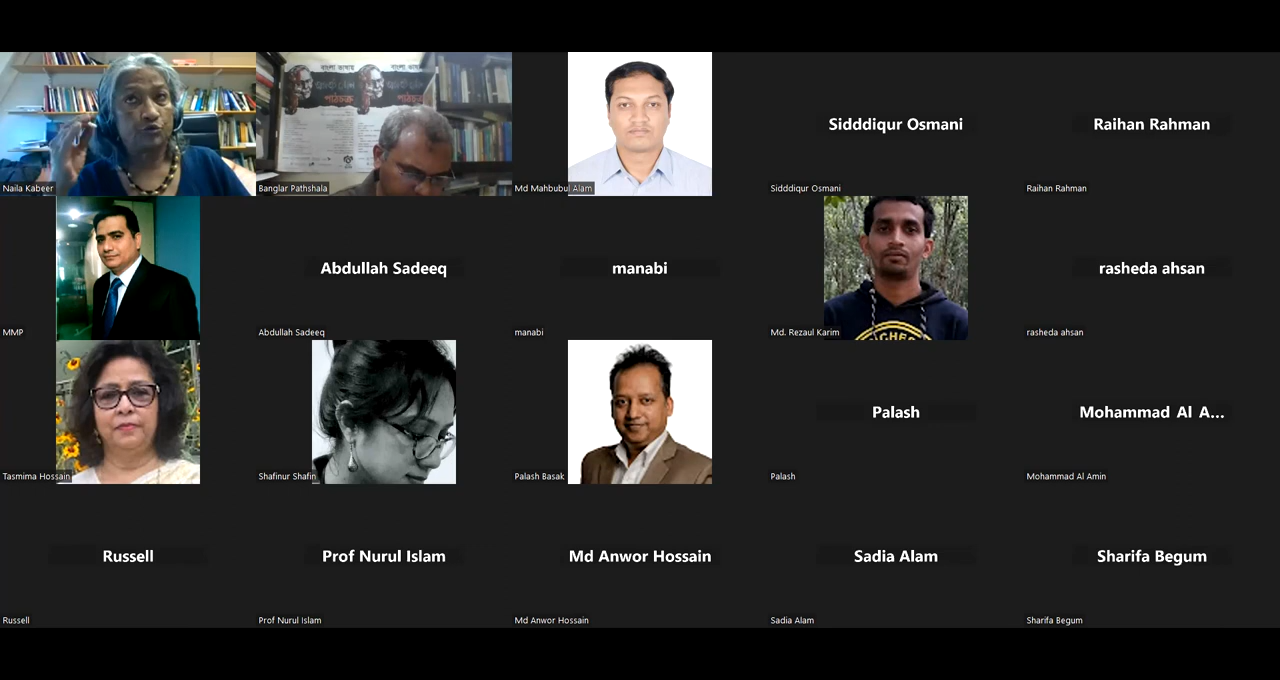 বাংলা ভাষায়
বাংলা ভাষায়
পাঠচক্র
পাঠচক্র
Naila Kabeer
Banglar Pathshala
Md Mahbubul Alam
Sidddiqur Osmani
Sidddiqur Osmani
Raihan Rahman
Raihan Rahman
MMP
Abdullah Sadeeq
Abdullah Sadeeq
manabi
manabi
Md. Rezaul Karim
rasheda ahsan
rasheda ahsan
Tasmima Hossain
Shafinur Shafin
Palash Basak
Palash
Palash
Mohammad Al A...
Mohammad Al Amin
Russell
Russell
Prof Nurul Islam
Prof Nurul Islam
Md Anwor Hossain
Md Anwor Hossain
Sadia Alam
Sadia Alam
Sharifa Begum
Sharifa Begum